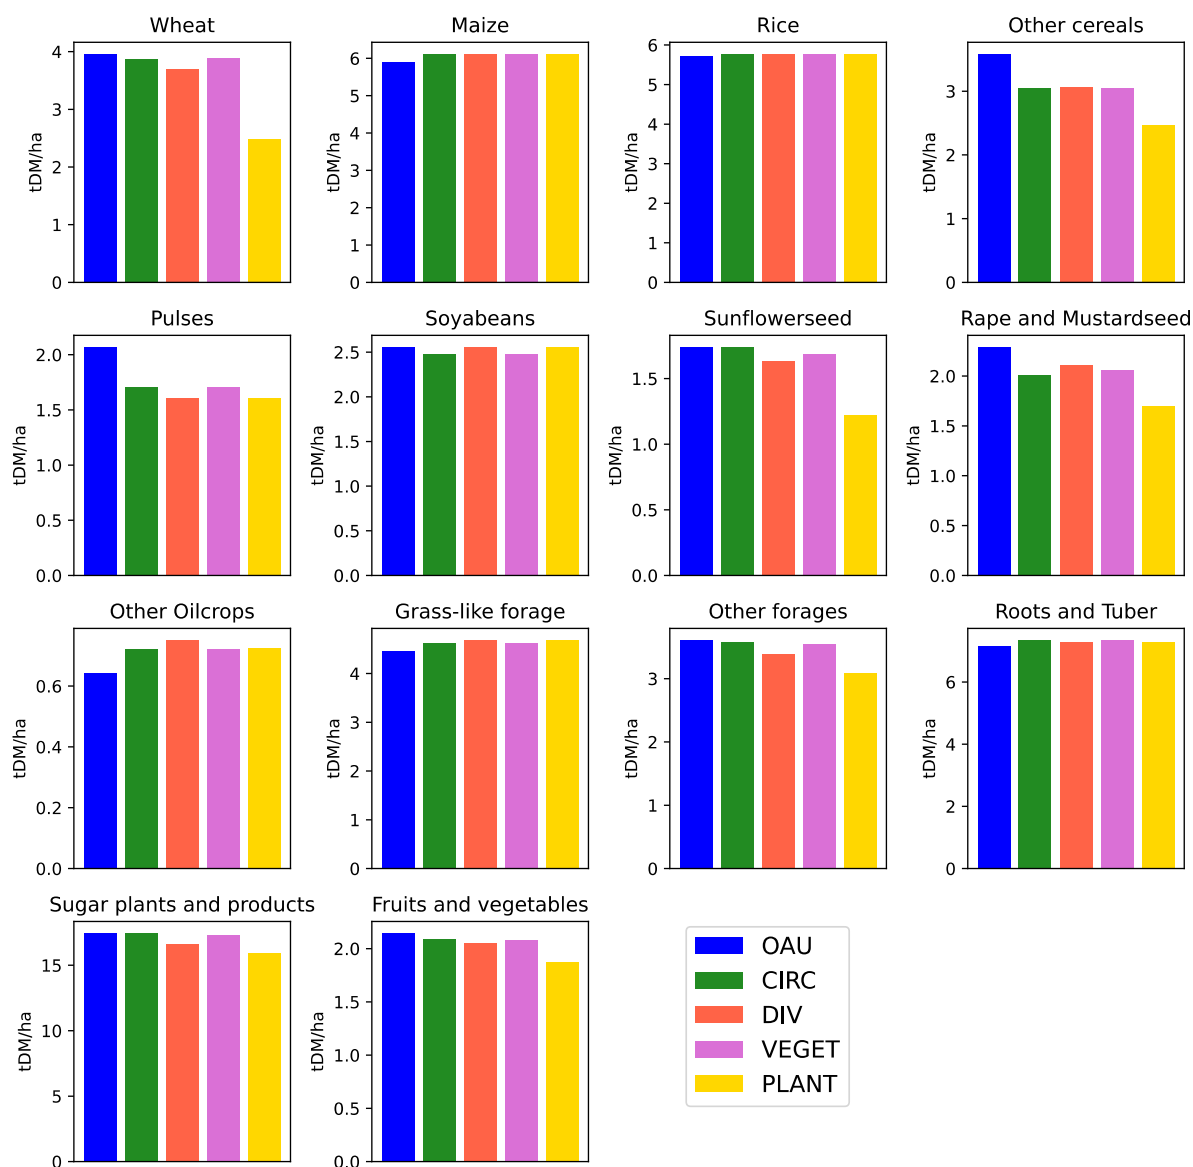 Wheat
4
3
2
1
0
tDM/ha
Maize
6
5
4
3
2
1
0
tDM/ha
Rice
6
5
4
3
2
1
0
tDM/ha
Other cereals
3
2
1
0
tDM/ha
Pulses
2.0
1.5
1.0
0.5
0.0
tDM/ha
Soyabeans
2.5
2.0
1.5
1.0
0.5
0.0
tDM/ha
Sunflowerseed
1.5
1.0
0.5
0.0
tDM/ha
Rape and Mustardseed
2.0
1.5
1.0
0.5
0.0
tDM/ha
Other Oilcrops
0.6
0.4
0.2
0.0
tDM/ha
Grass-like forage
4
3
2
1
0
tDM/ha
Other forages
3
2
1
0
tDM/ha
Roots and Tuber
6
4
2
0
tDM/ha
Sugar plants and products
15
10
5
0
tDM/ha
Fruits and vegetables
2.0
1.5
1.0
0.5
0.0
tDM/ha
OAU
CIRC
DIV
VEGET
PLANT